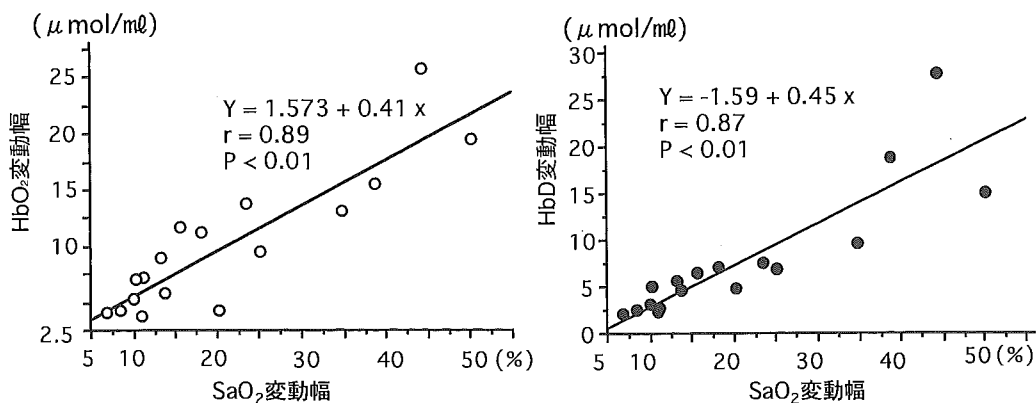 (μmol/㎖)
HbO₂変動幅
25
20
15
10
2.5
Y = 1.573 + 0.41 x
r = 0.89
P < 0.01
5 10 20 30 40 50 (%)
SaO₂変動幅
(μmol/㎖)
HbD変動幅
30
25
20
15
10
5
0
Y = -1.59 + 0.45 x
r = 0.87
P < 0.01
5 10 20 30 40 50 (%)
SaO₂変動幅